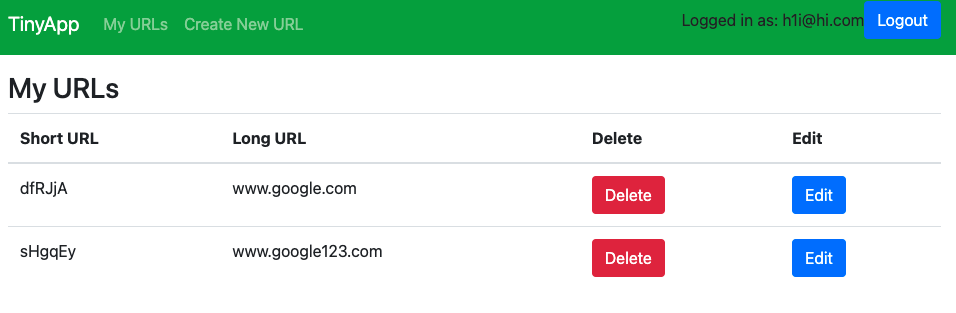 TinyApp My URLs Create New URL Logged in as: h1i@hi.com Logout
My URLs
Short URL Long URL Delete Edit
dfRJjA www.google.com Delete Edit
sHgqEy www.google123.com Delete Edit